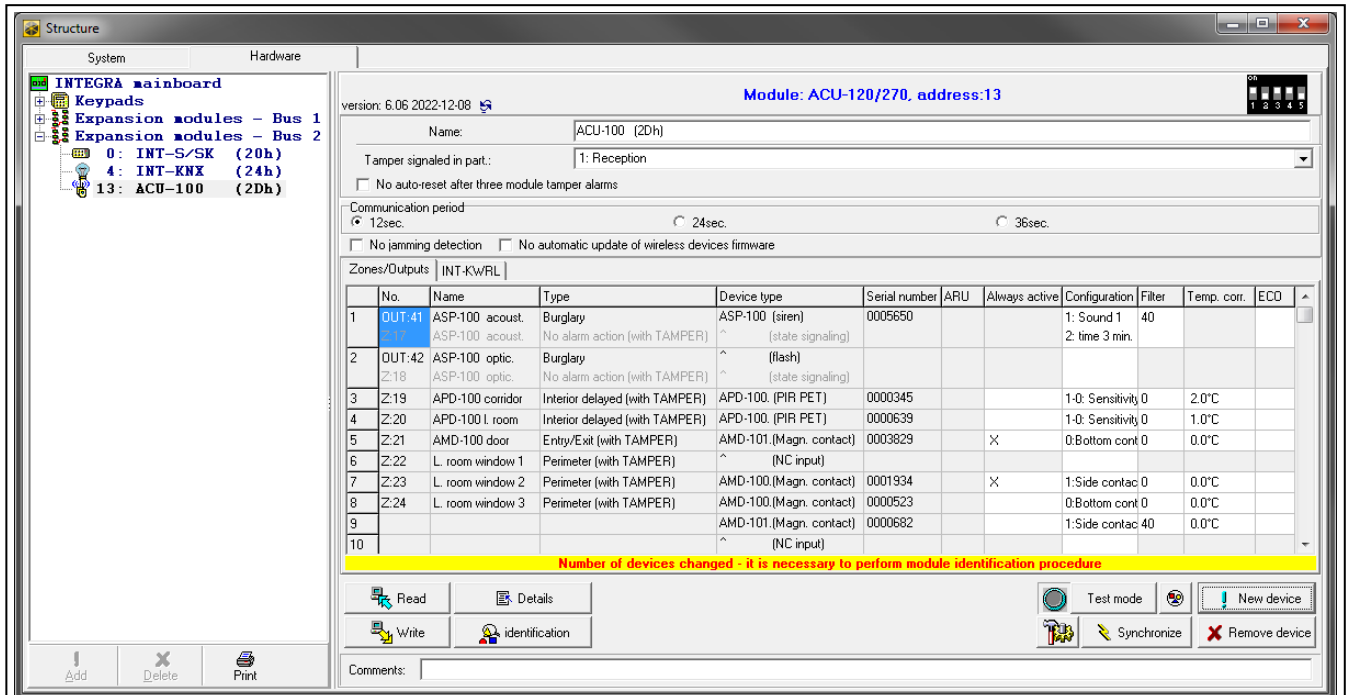 Structure
System Hardware
INTEGRA mainboard
Keypads
Expansion modules - Bus 1
Expansion modules - Bus 2
0: INT-S/SK (20h)
4: INT-KNX (24h)
13: ACU-100 (2Dh)
Add Delete Print
version: 6.06 2022-12-08 Module: ACU-120/270, address:13
on
1 2 3 4 5
Name: ACU-100 (2Dh)
Tamper signaled in part.: 1: Reception
No auto-reset after three module tamper alarms
Communication period
12sec. 24sec. 36sec.
No jamming detection No automatic update of wireless devices firmware
Zones/Outputs INT-KWRL
No. Name Type Device type Serial number ARU Always active Configuration Filter Temp. corr. ECO
1 OUT:41 ASP-100 acoust. Burglary ASP-100 (siren) 0005650 1: Sound 1 40
Z:17 ASP-100 acoust. No alarm action (with TAMPER) ^ (state signaling) 2: time 3 min.
2 OUT:42 ASP-100 optic. Burglary ^ (flash)
Z:18 ASP-100 optic. No alarm action (with TAMPER) ^ (state signaling)
3 Z:19 APD-100 corridor Interior delayed (with TAMPER) APD-100. (PIR PET) 0000345 1-0: Sensitivity 0 2.0°C
4 Z:20 APD-100 l. room Interior delayed (with TAMPER) APD-100. (PIR PET) 0000639 1-0: Sensitivity 0 1.0°C
5 Z:21 AMD-100 door Entry/Exit (with TAMPER) AMD-101.(Magn. contact) 0003829 X 0:Bottom cont 0 0.0°C
6 Z:22 L. room window 1 Perimeter (with TAMPER) ^ (NC input)
7 Z:23 L. room window 2 Perimeter (with TAMPER) AMD-100.(Magn. contact) 0001934 X 1:Side contac 0 0.0°C
8 Z:24 L. room window 3 Perimeter (with TAMPER) AMD-100.(Magn. contact) 0000523 0:Bottom cont 0 0.0°C
9 AMD-101.(Magn. contact) 0000682 1:Side contac 40 0.0°C
10 ^ (NC input)
Number of devices changed - it is necessary to perform module identification procedure
Read Details Test mode New device
Write identification Synchronize Remove device
Comments: